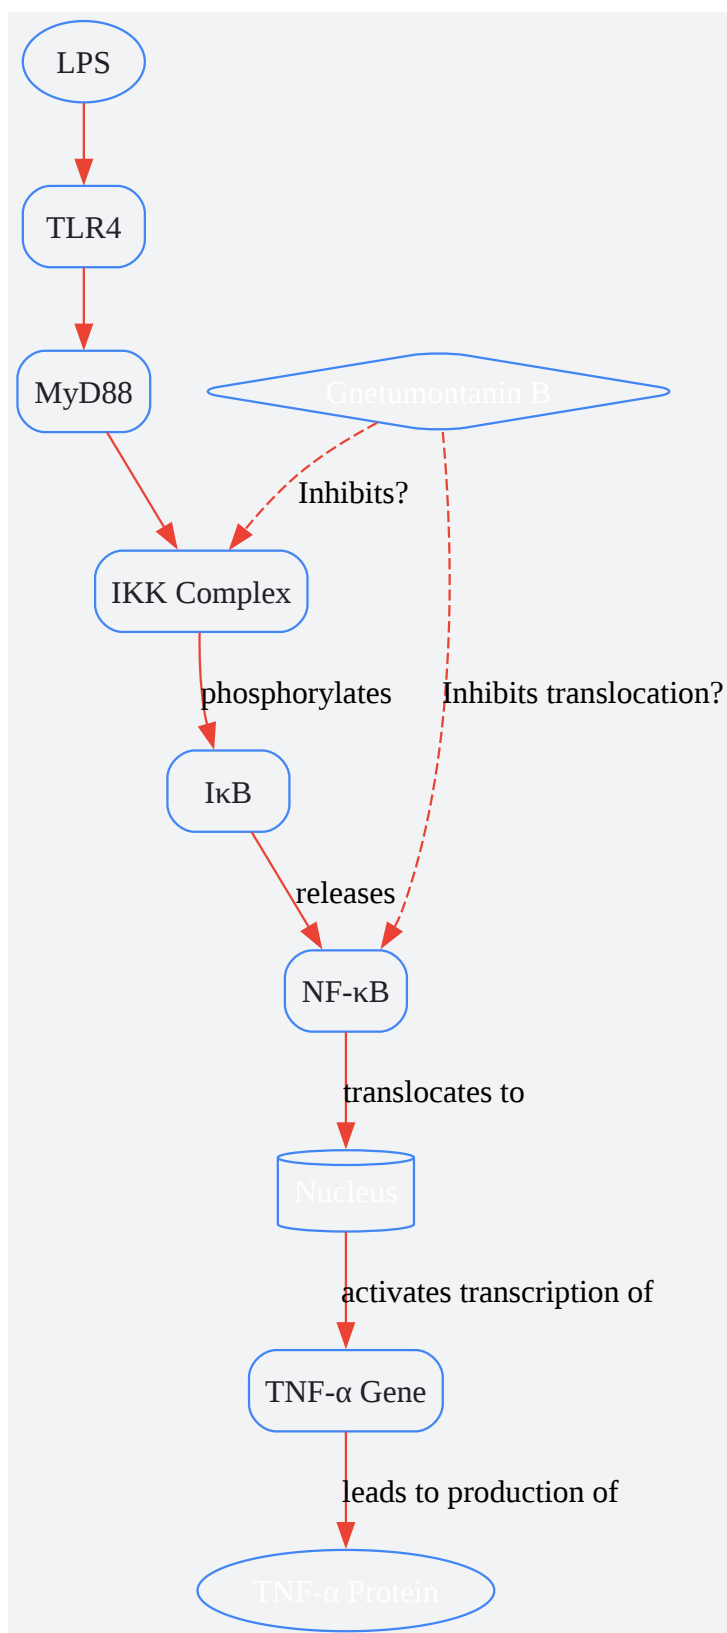 LPS
TLR4
MyD88
Gnetumontanin B
Inhibits?
IKK Complex
phosphorylates
Inhibits translocation?
IκB
releases
NF-κB
translocates to
Nucleus
activates transcription of
TNF-α Gene
leads to production of
TNF-α Protein